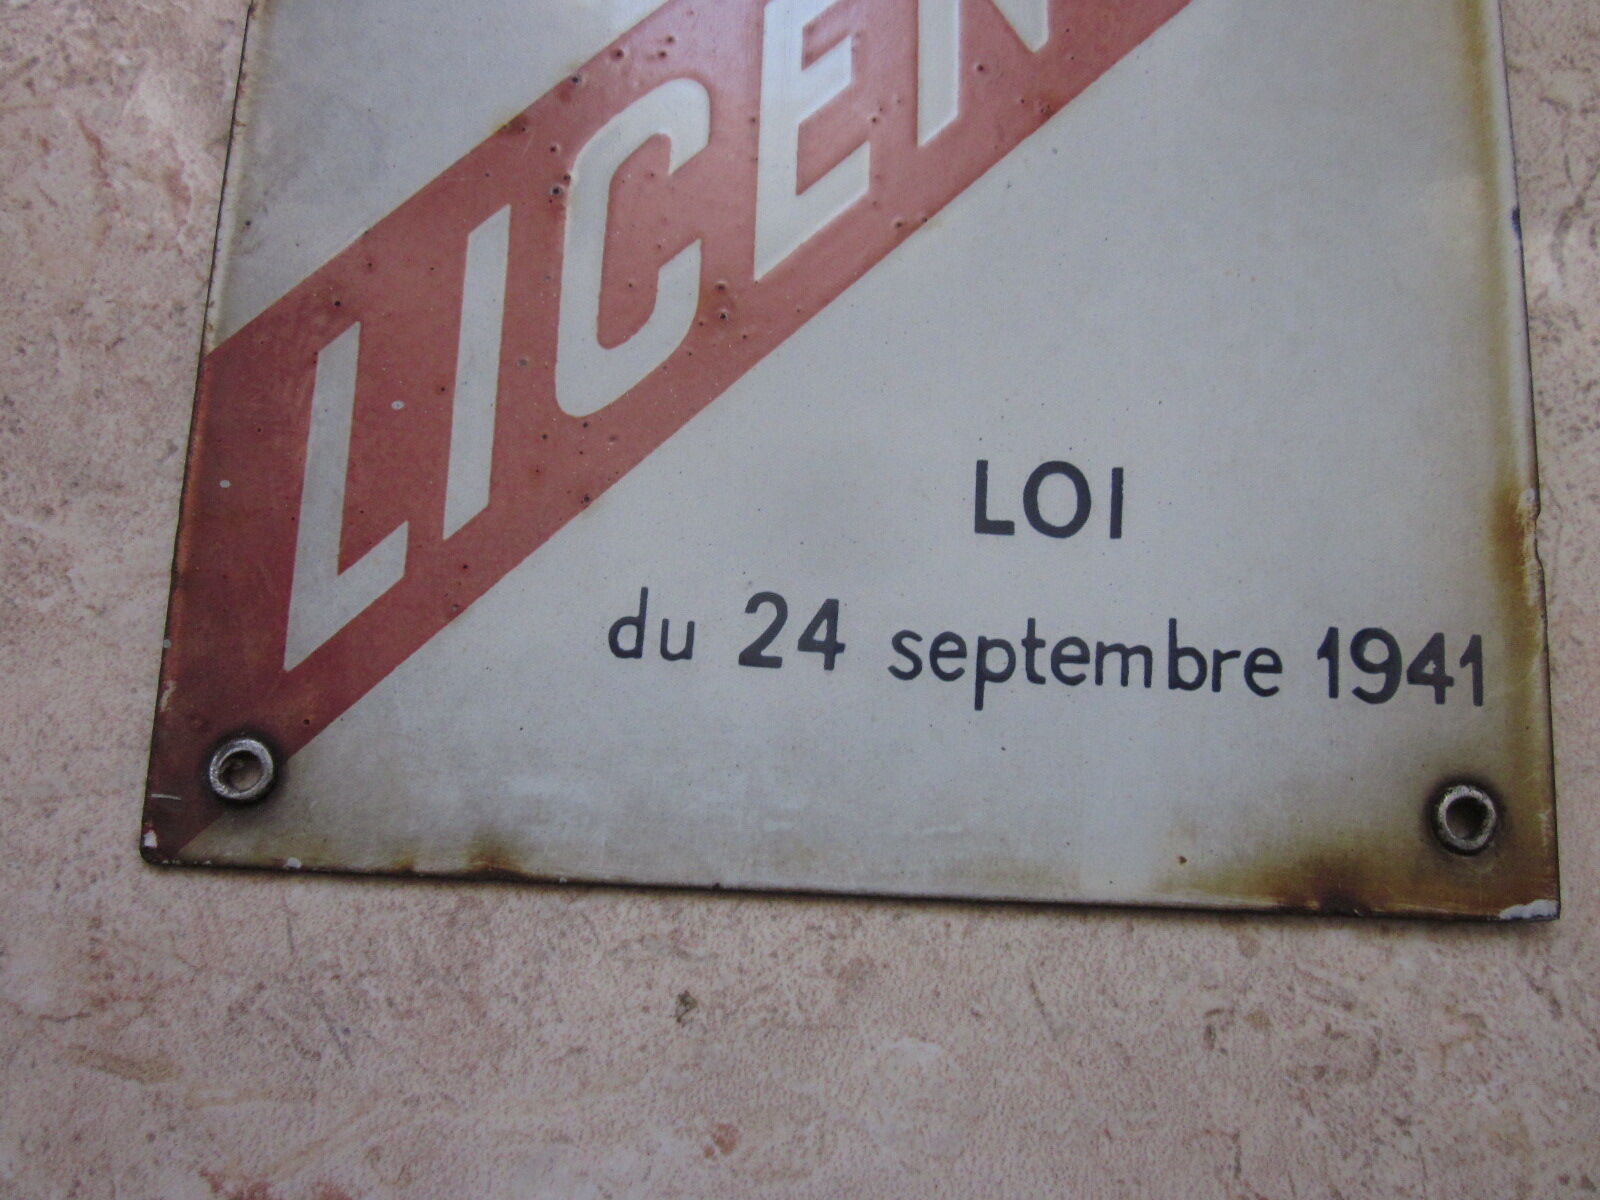 LICEN
LOI
du 24 septembre 1941